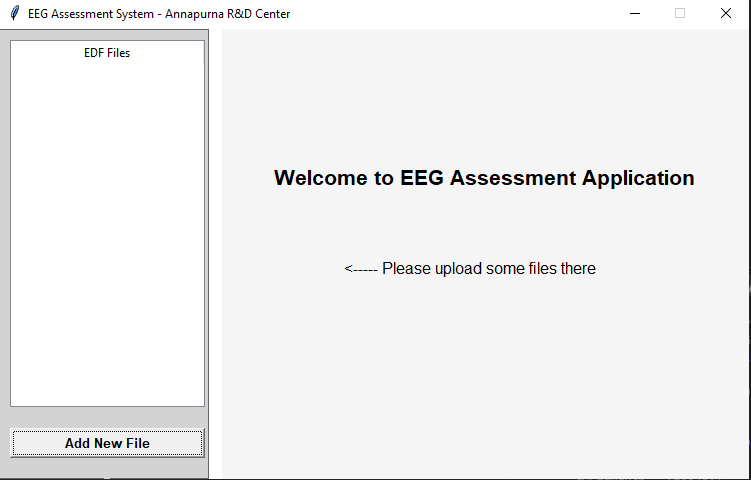 EEG Assessment System - Annapurna R&D Center
EDF Files
Welcome to EEG Assessment Application
<----- Please upload some files there
Add New File